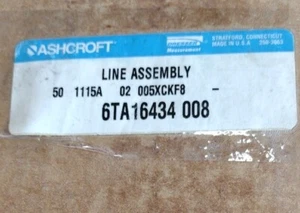 ASHCROFT
STRATFORD, CONNECTICUT
MADE IN U.S.A
LINE ASSEMBLY
50 1115A 02 005XCKF8 –
6TA16434 008